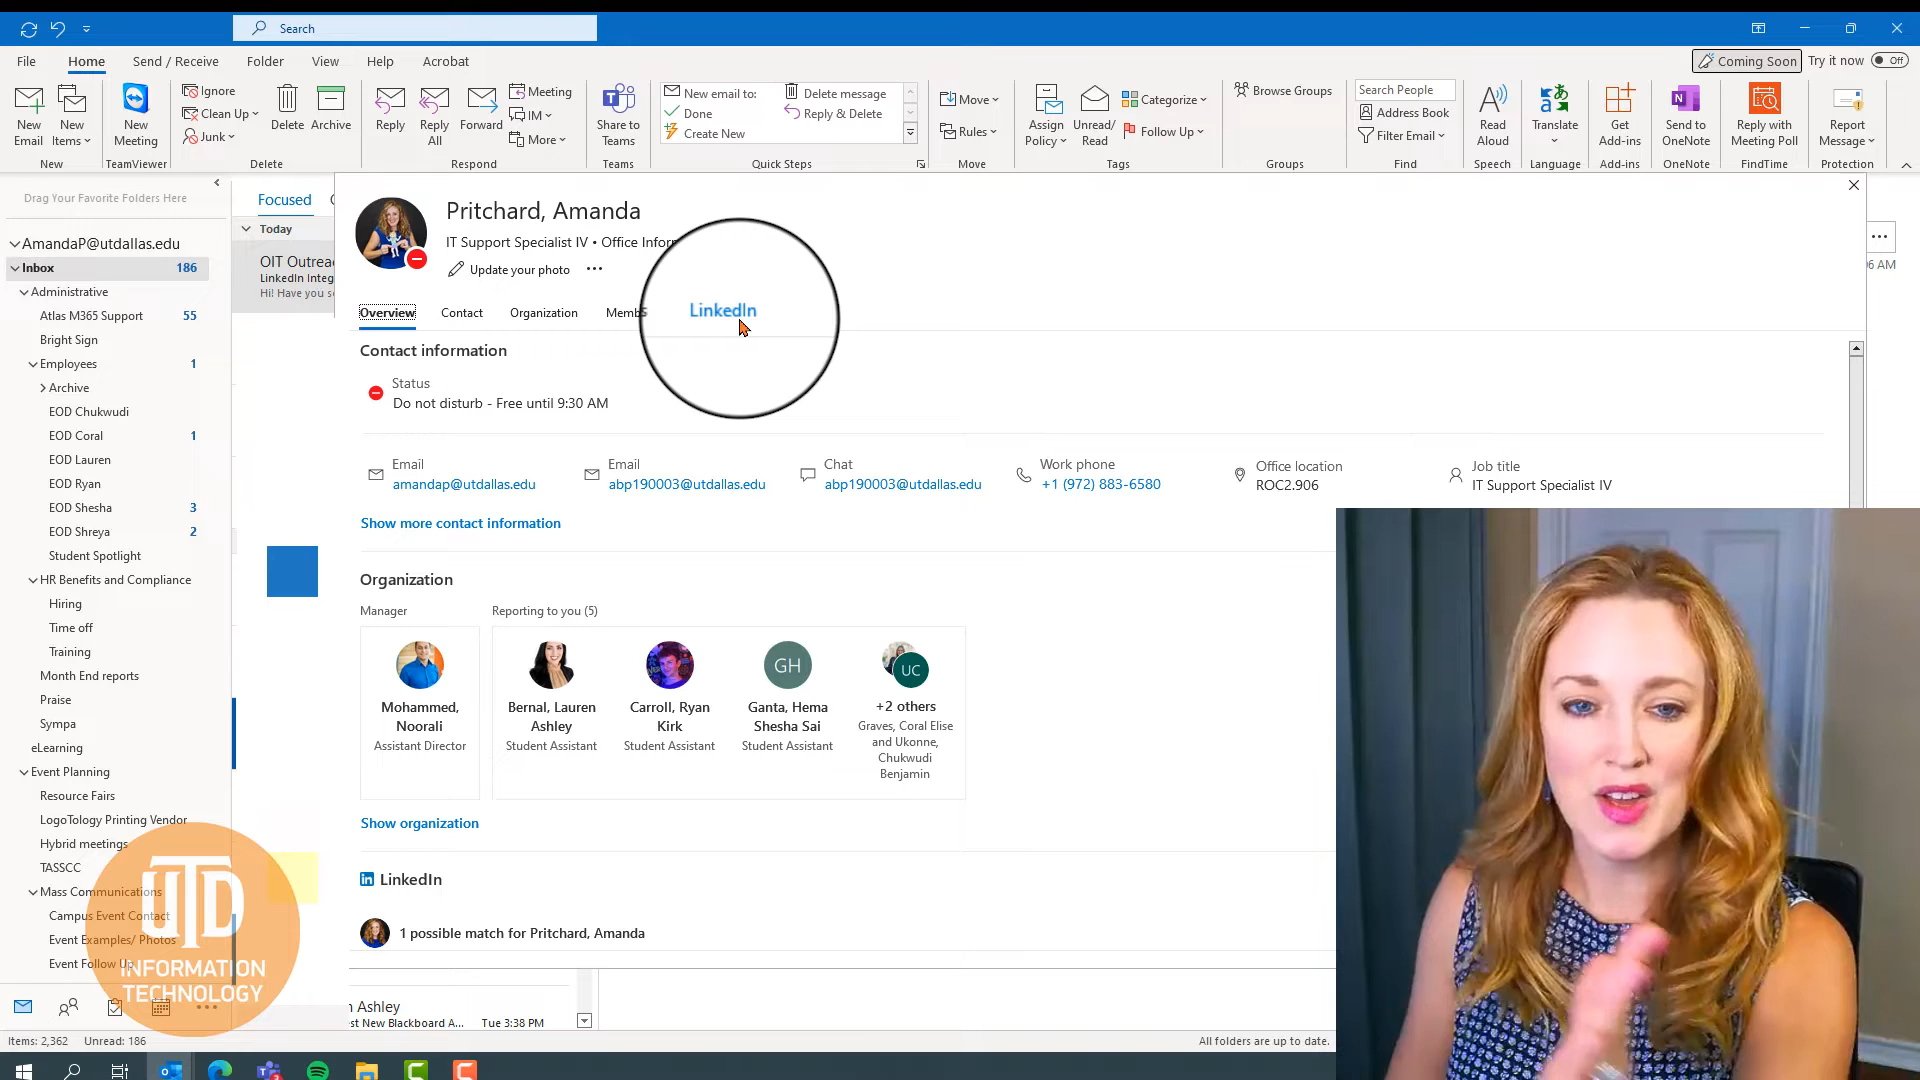 Search
File Home Send / Receive Folder View Help Acrobat
Coming Soon Try it now Off
New Email
New Items
New
New Meeting
TeamViewer
Ignore
Clean Up
Junk
Delete
Archive
Delete
Reply
Reply All
Forward
Meeting
IM
More
Respond
Share to Teams
Teams
New email to:
Done
Create New
Delete message
Reply & Delete
Quick Steps
Move
Rules
Move
Assign Policy
Unread/ Read
Categorize
Follow Up
Tags
Browse Groups
Groups
Search People
Address Book
Filter Email
Find
Read Aloud
Speech
Translate
Language
Get Add-ins
Add-ins
Send to OneNote
OneNote
Reply with Meeting Poll
FindTime
Report Message
Protection
Drag Your Favorite Folders Here
AmandaP@utdallas.edu
Inbox 186
Administrative
Atlas M365 Support 55
Bright Sign
Employees 1
Archive
EOD Chukwudi
EOD Coral 1
EOD Lauren
EOD Ryan
EOD Shesha 3
EOD Shreya 2
Student Spotlight
HR Benefits and Compliance
Hiring
Time off
Training
Month End reports
Praise
Sympa
eLearning
Event Planning
Resource Fairs
LogoTology Printing Vendor
Hybrid meetings
TASSCC
Mass Communications
Campus Event Contact
Event Examples/ Photos
Event Follow Up
UTD
INFORMATION
TECHNOLOGY
Items: 2,362 Unread: 186
Focused
Today
OIT Outrea
LinkedIn Integ
Hi! Have you s
6 AM
Pritchard, Amanda
IT Support Specialist IV • Office Infor
Update your photo
Overview Contact Organization Membs LinkedIn
Contact information
Status
Do not disturb - Free until 9:30 AM
Email
amandap@utdallas.edu
Email
abp190003@utdallas.edu
Chat
abp190003@utdallas.edu
Work phone
+1 (972) 883-6580
Office location
ROC2.906
Job title
IT Support Specialist IV
Show more contact information
Organization
Manager
Mohammed,
Noorali
Assistant Director
Reporting to you (5)
Bernal, Lauren
Ashley
Student Assistant
Carroll, Ryan
Kirk
Student Assistant
GH
Ganta, Hema
Shesha Sai
Student Assistant
UC
+2 others
Graves, Coral Elise
and Ukonne,
Chukwudi
Benjamin
Show organization
in LinkedIn
1 possible match for Pritchard, Amanda
n Ashley
st New Blackboard A... Tue 3:38 PM
All folders are up to date.